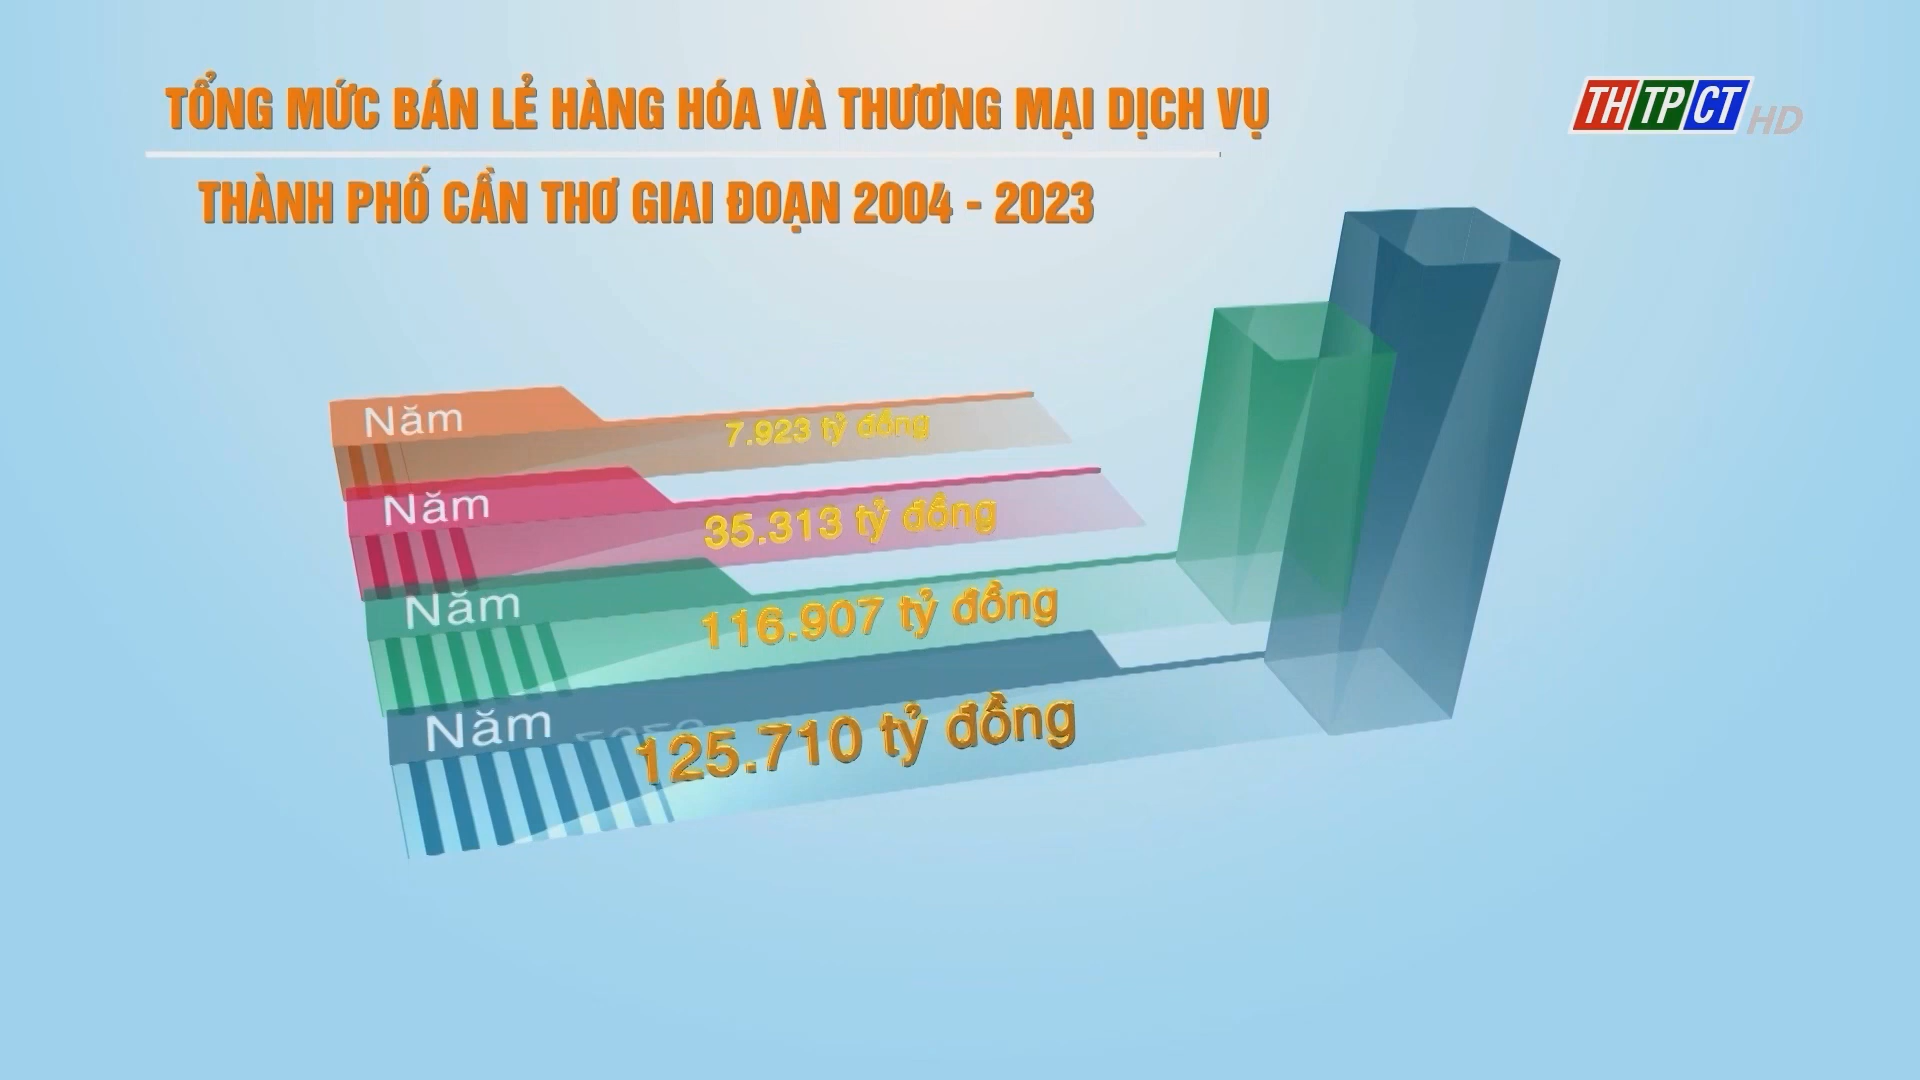 TỔNG MỨC BÁN LẺ HÀNG HÓA VÀ THƯƠNG MẠI DỊCH VỤ
THÀNH PHỐ CẦN THƠ GIAI ĐOẠN 2004 - 2023
THTPCT HD
Năm 7.923 tỷ đồng
Năm 35.313 tỷ đồng
Năm 116.907 tỷ đồng
Năm 125.710 tỷ đồng